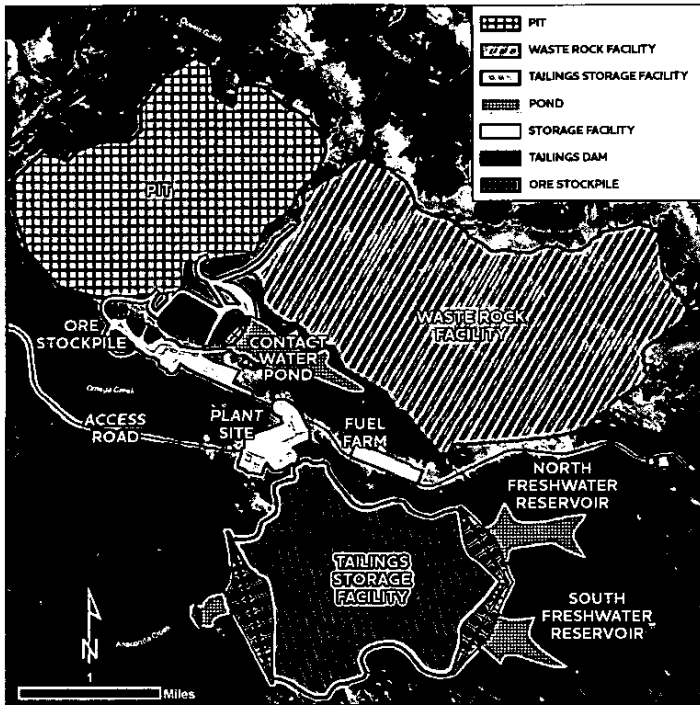 PIT
WASTE ROCK FACILITY
TAILINGS STORAGE FACILITY
POND
STORAGE FACILITY
TAILINGS DAM
ORE STOCKPILE
PIT
ORE
STOCKPILE
WASTE ROCK
FACILITY
CONTACT
WATER
POND
ACCESS
ROAD
PLANT
SITE
FUEL
FARM
NORTH
FRESHWATER
RESERVOIR
TAILINGS
STORAGE
FACILITY
SOUTH
FRESHWATER
RESERVOIR
Anaconda Creek
1
Miles